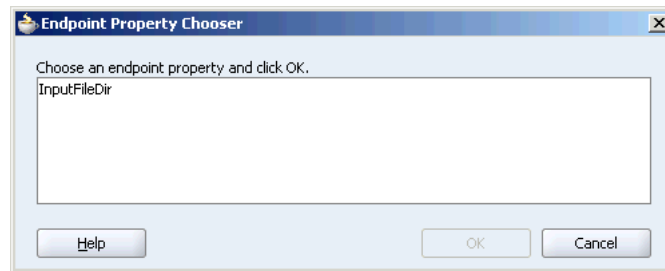 Endpoint Property Chooser
Choose an endpoint property and click OK.
InputFileDir
Help
OK
Cancel